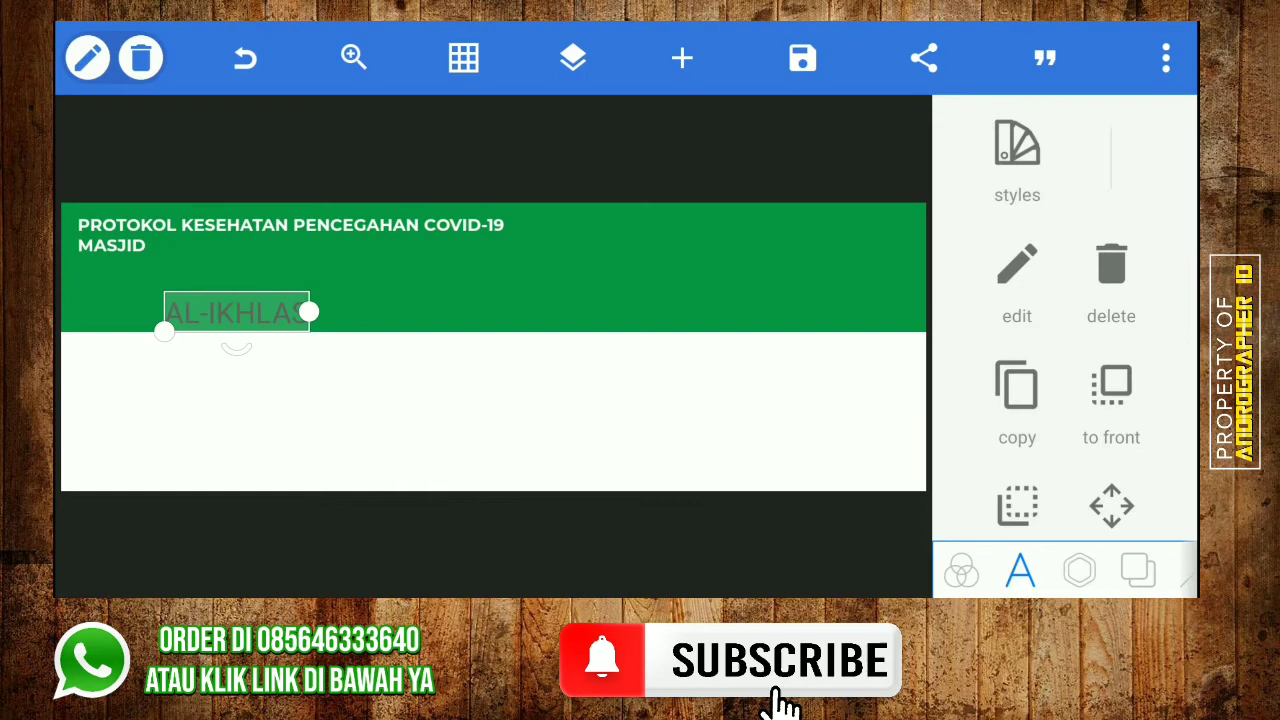 styles
PROTOKOL KESEHATAN PENCEGAHAN COVID-19
MASJID
AL-IKHLAS
edit
delete
copy
to front
PROPERTY OF
ANDROGRAPHER ID
ORDER DI 085646333640
ATAU KLIK LINK DI BAWAH YA
SUBSCRIBE